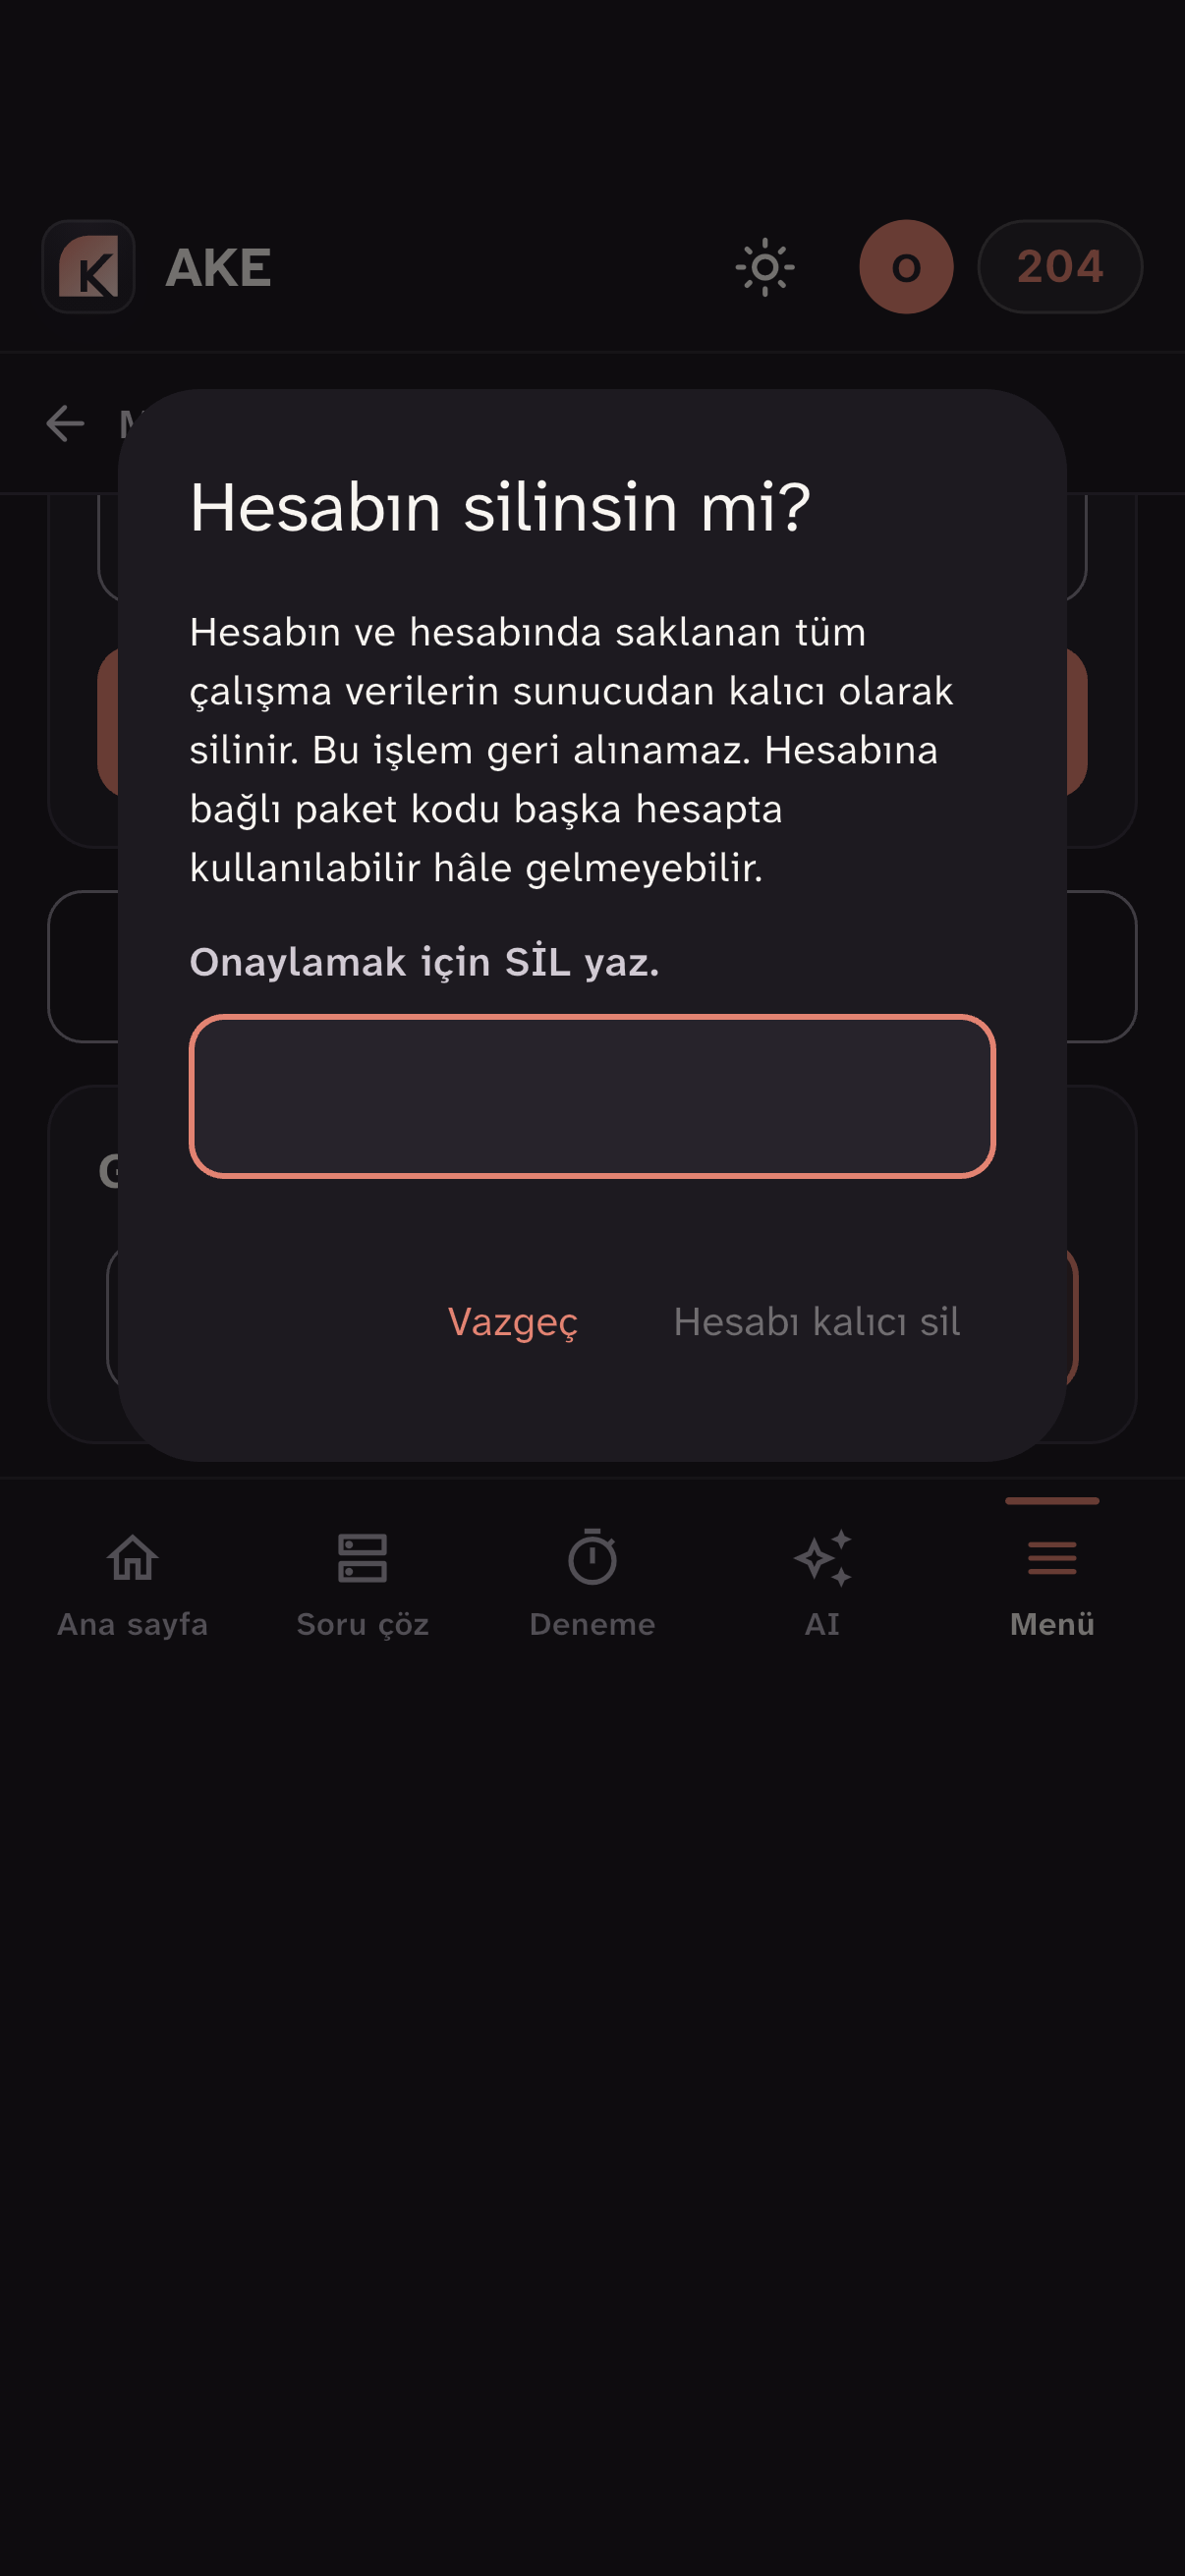 K AKE O 204
Hesabın silinsin mi?
Hesabın ve hesabında saklanan tüm
çalışma verilerin sunucudan kalıcı olarak
silinir. Bu işlem geri alınamaz. Hesabına
bağlı paket kodu başka hesapta
kullanılabilir hâle gelmeyebilir.
Onaylamak için SİL yaz.
Vazgeç Hesabı kalıcı sil
Ana sayfa Soru çöz Deneme AI Menü